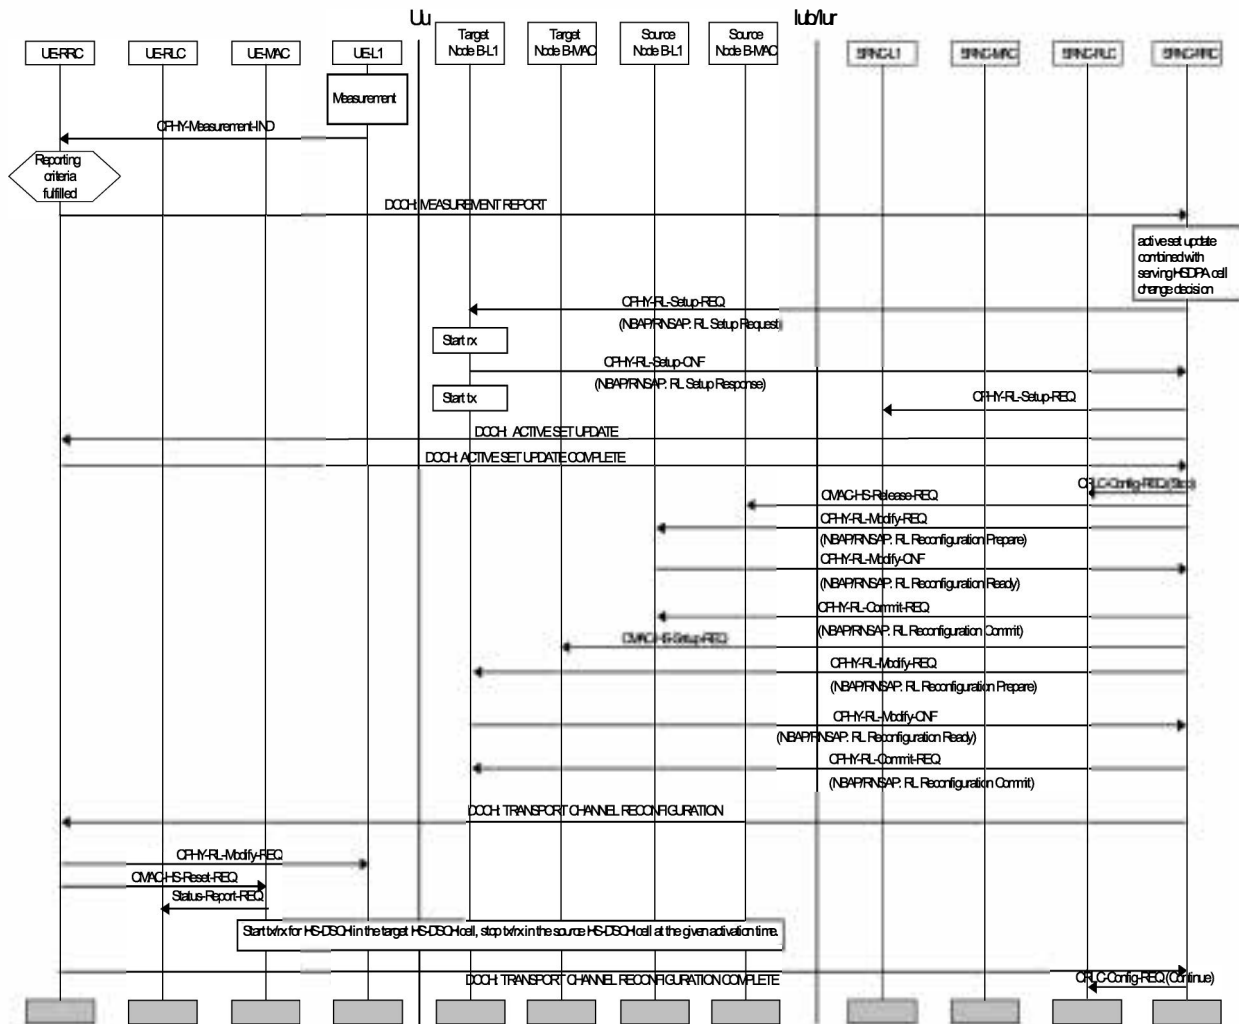 Uu
Iub/Iur
UE-RRC
UE-RLC
UE-MAC
UE-L1
Target
Node B-L1
Target
Node B-MAC
Source
Node B-L1
Source
Node B-MAC
SRNC-L1
SRNC-MAC
SRNC-RLC
SRNC-RRC
Measurement
CPHY-Measurement-IND
Reporting
criteria
fulfilled
DCCH: MEASUREMENT REPORT
active set update
combined with
serving HSDPA cell
change decision
CPHY-RL-Setup-REQ
(NBAP/RNSAP: RL Setup Request)
Start rx
CPHY-RL-Setup-CNF
(NBAP/RNSAP: RL Setup Response)
Start tx
CPHY-RL-Setup-REQ
DCCH: ACTIVE SET UPDATE
DCCH: ACTIVE SET UPDATE COMPLETE
CRLC-Config-REQ (Stop)
CMAC-HS-Release-REQ
CPHY-RL-Modify-REQ
(NBAP/RNSAP: RL Reconfiguration Prepare)
CPHY-RL-Modify-CNF
(NBAP/RNSAP: RL Reconfiguration Ready)
CPHY-RL-Commit-REQ
(NBAP/RNSAP: RL Reconfiguration Commit)
CMAC-HS-Setup-REQ
CPHY-RL-Modify-REQ
(NBAP/RNSAP: RL Reconfiguration Prepare)
CPHY-RL-Modify-CNF
(NBAP/RNSAP: RL Reconfiguration Ready)
CPHY-RL-Commit-REQ
(NBAP/RNSAP: RL Reconfiguration Commit)
DCCH: TRANSPORT CHANNEL RECONFIGURATION
CPHY-RL-Modify-REQ
CMAC-HS-Reset-REQ
Status-Report-REQ
Start tx/rx for HS-DSCH in the target HS-DSCH cell, stop tx/rx in the source HS-DSCH cell at the given activation time.
DCCH: TRANSPORT CHANNEL RECONFIGURATION COMPLETE
CRLC-Config-REQ (Continue)